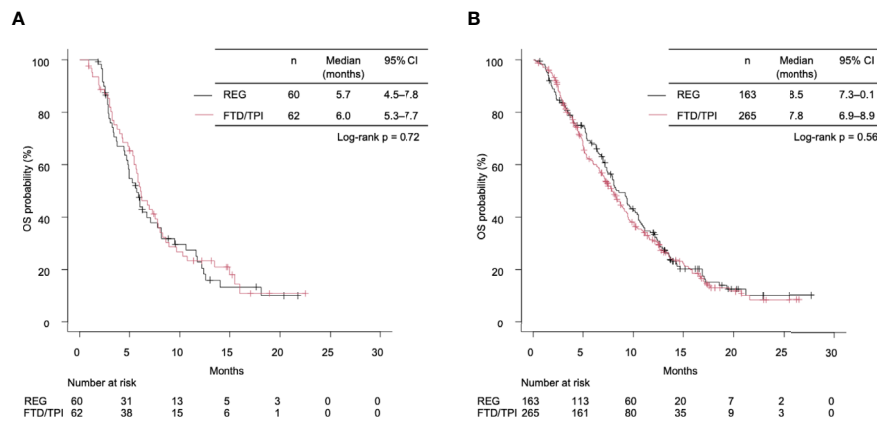 A
n Median (months) 95% CI
REG 60 5.7 4.5–7.8
FTD/TPI 62 6.0 5.3–7.7
Log-rank p = 0.72
OS probability (%)
100
80
60
40
20
0
0 5 10 15 20 25 30
Months
Number at risk
REG 60 31 13 5 3 0 0
FTD/TPI 62 38 15 6 1 0 0
B
n Median (months) 95% CI
REG 163 8.5 7.3–0.1
FTD/TPI 265 7.8 6.9–8.9
Log-rank p = 0.56
OS probability (%)
100
80
60
40
20
0
0 5 10 15 20 25 30
Months
Number at risk
REG 163 113 60 20 7 2 0
FTD/TPI 265 161 80 35 9 3 0